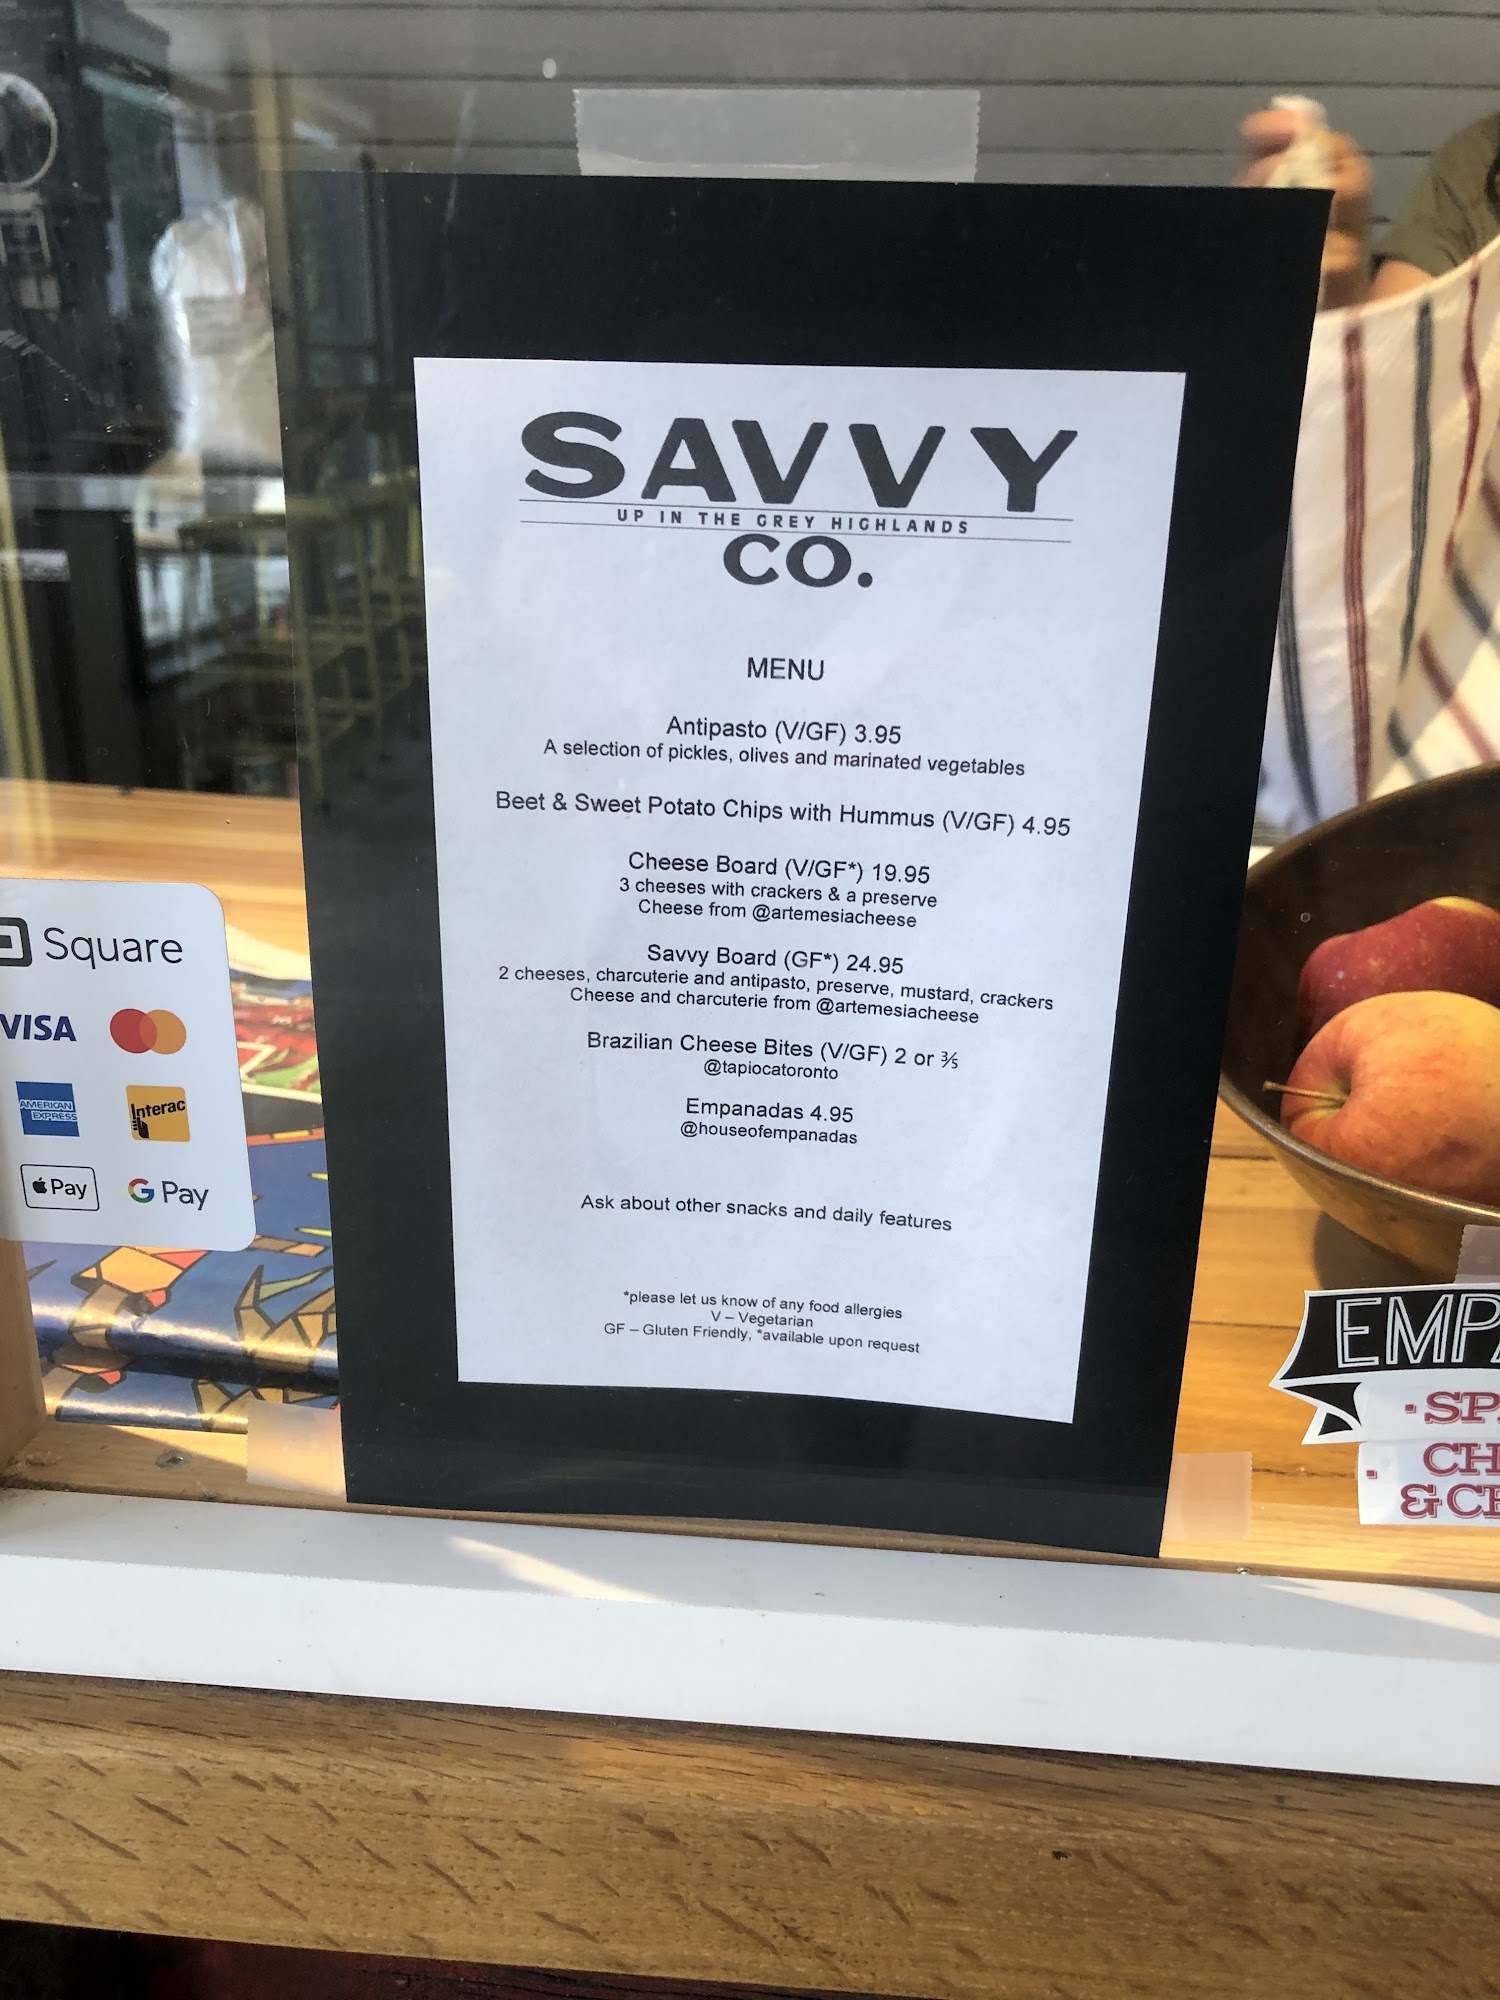 SAVVY
UP IN THE GREY HIGHLANDS
CO.
MENU
Antipasto (V/GF) 3.95
A selection of pickles, olives and marinated vegetables
Beet & Sweet Potato Chips with Hummus (V/GF) 4.95
Cheese Board (V/GF*) 19.95
3 cheeses with crackers & a preserve
Cheese from @artemesiacheese
Savvy Board (GF*) 24.95
2 cheeses, charcuterie and antipasto, preserve, mustard, crackers
Cheese and charcuterie from @artemesiacheese
Brazilian Cheese Bites (V/GF) 2 or ⅗
@tapiocatoronto
Empanadas 4.95
@houseofempanadas
Ask about other snacks and daily features
*please let us know of any food allergies
V – Vegetarian
GF – Gluten Friendly, *available upon request
Square
VISA
AMERICAN EXPRESS
Interac
Pay
G Pay
EMP
· SP
· CH
&